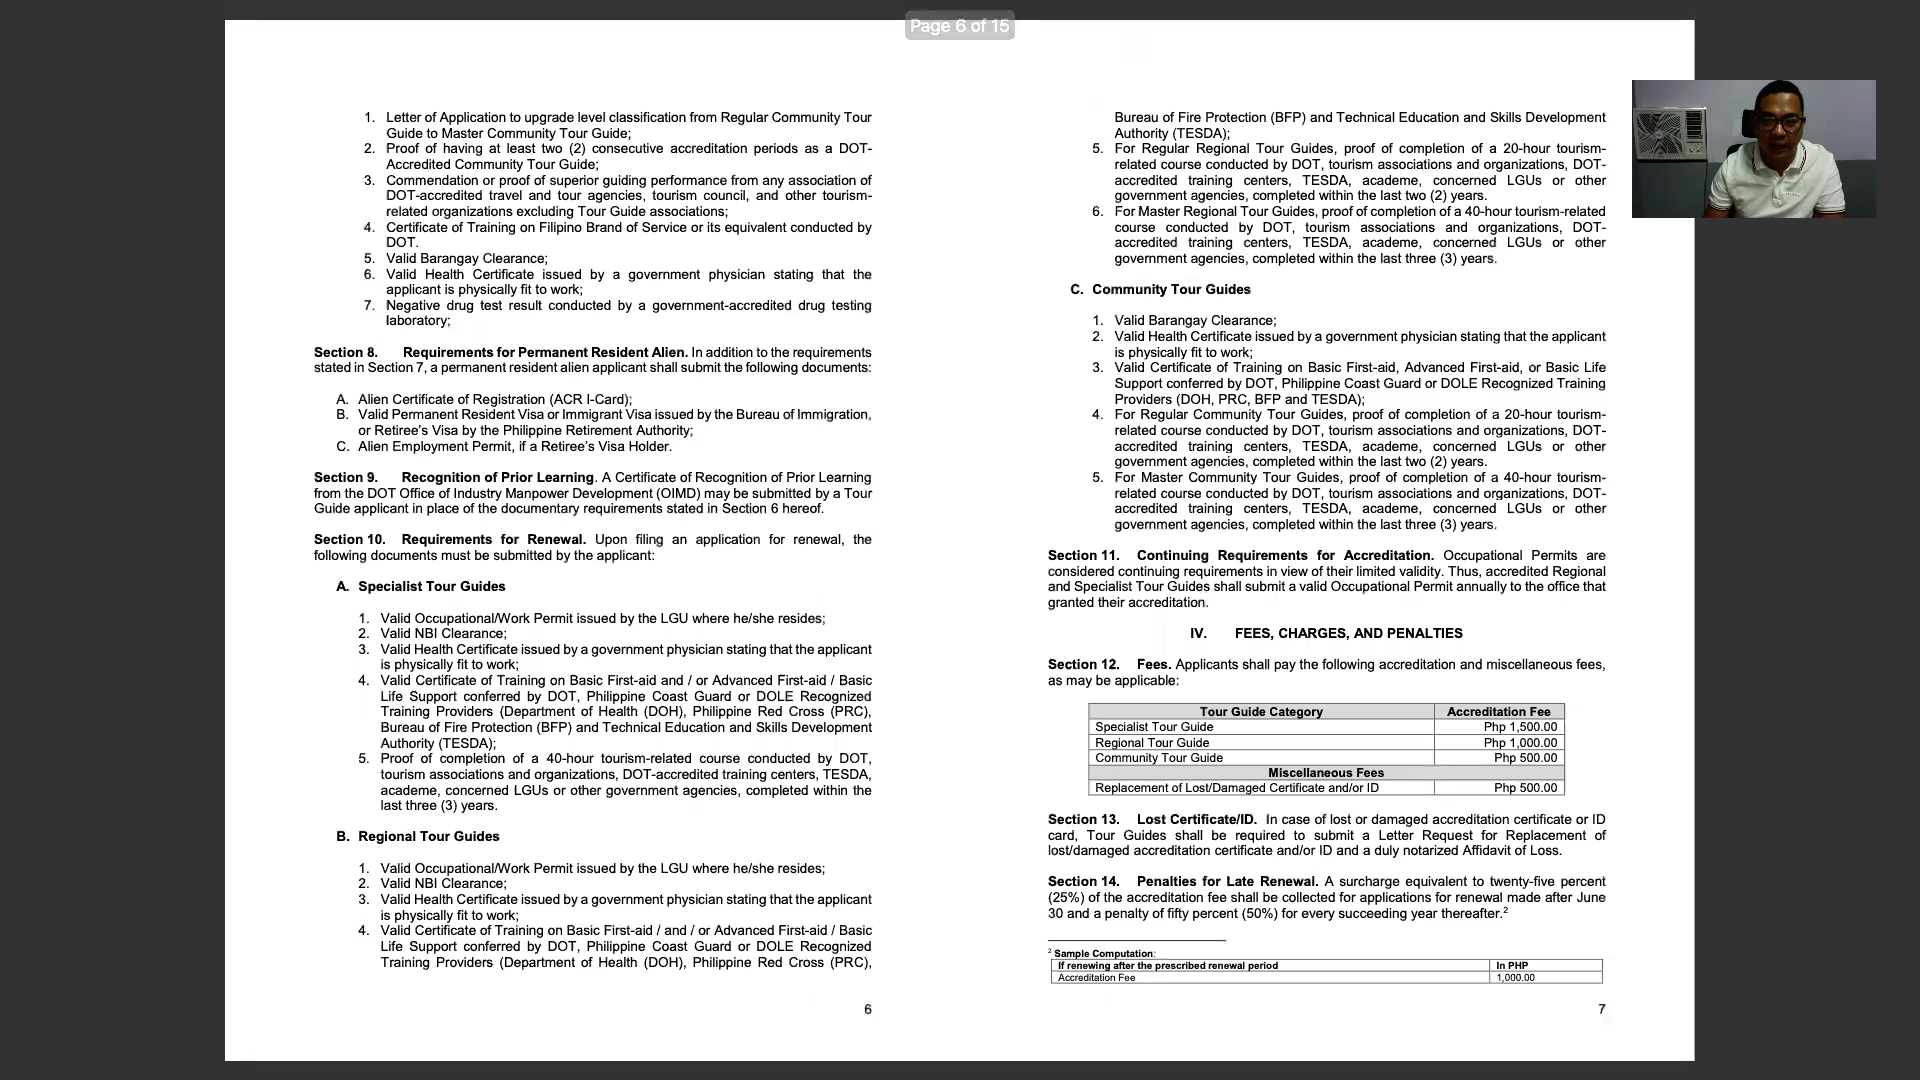 Page 6 of 15
1. Letter of Application to upgrade level classification from Regular Community Tour
Guide to Master Community Tour Guide;
2. Proof of having at least two (2) consecutive accreditation periods as a DOT-
Accredited Community Tour Guide;
3. Commendation or proof of superior guiding performance from any association of
DOT-accredited travel and tour agencies, tourism council, and other tourism-
related organizations excluding Tour Guide associations;
4. Certificate of Training on Filipino Brand of Service or its equivalent conducted by
DOT.
5. Valid Barangay Clearance;
6. Valid Health Certificate issued by a government physician stating that the
applicant is physically fit to work;
7. Negative drug test result conducted by a government-accredited drug testing
laboratory;
Section 8. Requirements for Permanent Resident Alien. In addition to the requirements
stated in Section 7, a permanent resident alien applicant shall submit the following documents:
A. Alien Certificate of Registration (ACR I-Card);
B. Valid Permanent Resident Visa or Immigrant Visa issued by the Bureau of Immigration,
or Retiree's Visa by the Philippine Retirement Authority;
C. Alien Employment Permit, if a Retiree's Visa Holder.
Section 9. Recognition of Prior Learning. A Certificate of Recognition of Prior Learning
from the DOT Office of Industry Manpower Development (OIMD) may be submitted by a Tour
Guide applicant in place of the documentary requirements stated in Section 6 hereof.
Section 10. Requirements for Renewal. Upon filing an application for renewal, the
following documents must be submitted by the applicant:
A. Specialist Tour Guides
1. Valid Occupational/Work Permit issued by the LGU where he/she resides;
2. Valid NBI Clearance;
3. Valid Health Certificate issued by a government physician stating that the applicant
is physically fit to work;
4. Valid Certificate of Training on Basic First-aid and / or Advanced First-aid / Basic
Life Support conferred by DOT, Philippine Coast Guard or DOLE Recognized
Training Providers (Department of Health (DOH), Philippine Red Cross (PRC),
Bureau of Fire Protection (BFP) and Technical Education and Skills Development
Authority (TESDA);
5. Proof of completion of a 40-hour tourism-related course conducted by DOT,
tourism associations and organizations, DOT-accredited training centers, TESDA,
academe, concerned LGUs or other government agencies, completed within the
last three (3) years.
B. Regional Tour Guides
1. Valid Occupational/Work Permit issued by the LGU where he/she resides;
2. Valid NBI Clearance;
3. Valid Health Certificate issued by a government physician stating that the applicant
is physically fit to work;
4. Valid Certificate of Training on Basic First-aid / and / or Advanced First-aid / Basic
Life Support conferred by DOT, Philippine Coast Guard or DOLE Recognized
Training Providers (Department of Health (DOH), Philippine Red Cross (PRC),
6
Bureau of Fire Protection (BFP) and Technical Education and Skills Development
Authority (TESDA);
5. For Regular Regional Tour Guides, proof of completion of a 20-hour tourism-
related course conducted by DOT, tourism associations and organizations, DOT-
accredited training centers, TESDA, academe, concerned LGUs or other
government agencies, completed within the last two (2) years.
6. For Master Regional Tour Guides, proof of completion of a 40-hour tourism-related
course conducted by DOT, tourism associations and organizations, DOT-
accredited training centers, TESDA, academe, concerned LGUs or other
government agencies, completed within the last three (3) years.
C. Community Tour Guides
1. Valid Barangay Clearance;
2. Valid Health Certificate issued by a government physician stating that the applicant
is physically fit to work;
3. Valid Certificate of Training on Basic First-aid, Advanced First-aid, or Basic Life
Support conferred by DOT, Philippine Coast Guard or DOLE Recognized Training
Providers (DOH, PRC, BFP and TESDA);
4. For Regular Community Tour Guides, proof of completion of a 20-hour tourism-
related course conducted by DOT, tourism associations and organizations, DOT-
accredited training centers, TESDA, academe, concerned LGUs or other
government agencies, completed within the last two (2) years.
5. For Master Community Tour Guides, proof of completion of a 40-hour tourism-
related course conducted by DOT, tourism associations and organizations, DOT-
accredited training centers, TESDA, academe, concerned LGUs or other
government agencies, completed within the last three (3) years.
Section 11. Continuing Requirements for Accreditation. Occupational Permits are
considered continuing requirements in view of their limited validity. Thus, accredited Regional
and Specialist Tour Guides shall submit a valid Occupational Permit annually to the office that
granted their accreditation.
IV. FEES, CHARGES, AND PENALTIES
Section 12. Fees. Applicants shall pay the following accreditation and miscellaneous fees,
as may be applicable:
Tour Guide Category Accreditation Fee
Specialist Tour Guide Php 1,500.00
Regional Tour Guide Php 1,000.00
Community Tour Guide Php 500.00
Miscellaneous Fees
Replacement of Lost/Damaged Certificate and/or ID Php 500.00
Section 13. Lost Certificate/ID. In case of lost or damaged accreditation certificate or ID
card, Tour Guides shall be required to submit a Letter Request for Replacement of
lost/damaged accreditation certificate and/or ID and a duly notarized Affidavit of Loss.
Section 14. Penalties for Late Renewal. A surcharge equivalent to twenty-five percent
(25%) of the accreditation fee shall be collected for applications for renewal made after June
30 and a penalty of fifty percent (50%) for every succeeding year thereafter.2
2 Sample Computation:
If renewing after the prescribed renewal period In PHP
Accreditation Fee 1,000.00
7